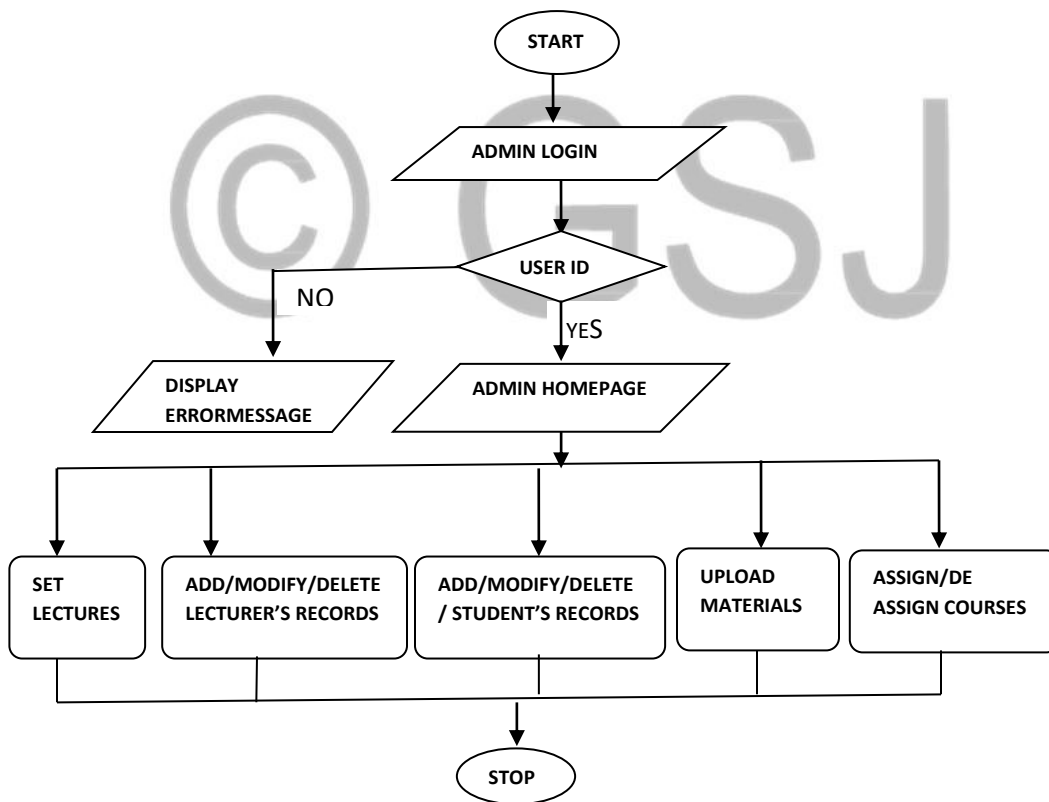 START
© GSJ
ADMIN LOGIN
USER ID
NO
YES
DISPLAY
ERRORMESSAGE
ADMIN HOMEPAGE
SET
LECTURES
ADD/MODIFY/DELETE
LECTURER’S RECORDS
ADD/MODIFY/DELETE
/ STUDENT’S RECORDS
UPLOAD
MATERIALS
ASSIGN/DE
ASSIGN COURSES
STOP